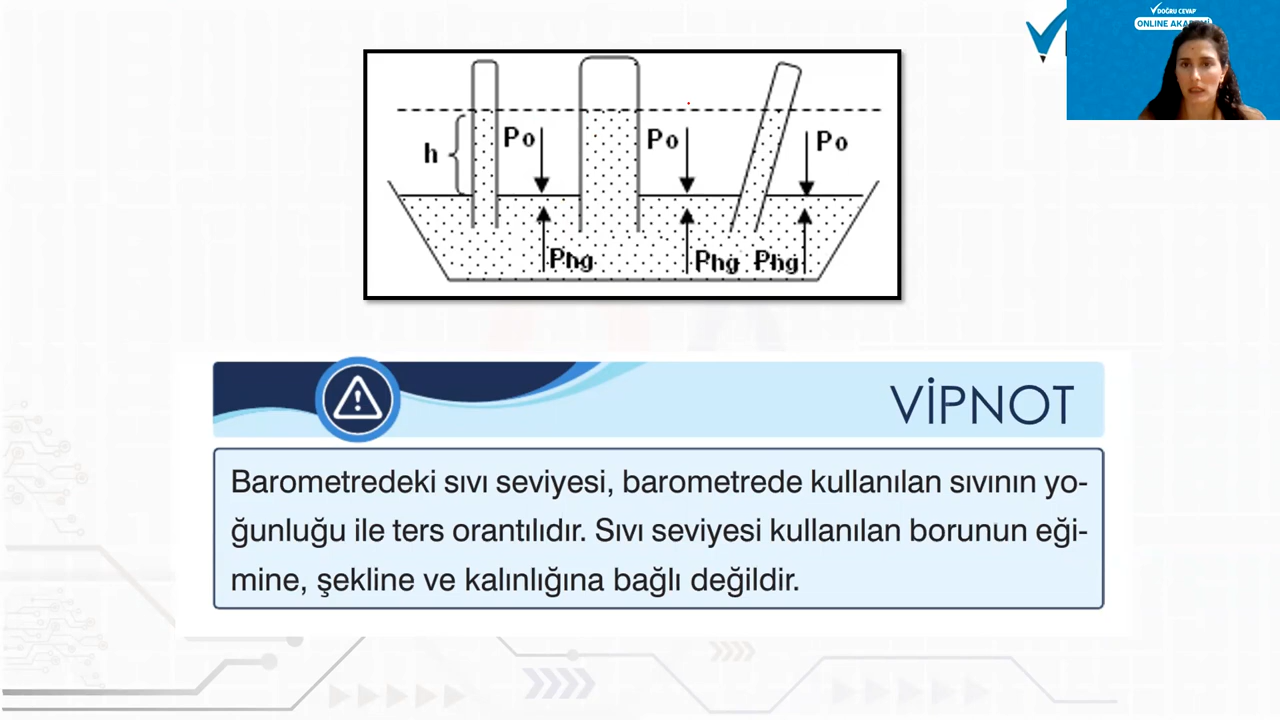 DOĞRU CEVAP
ONLINE AKADEMİ
h
Po
Po
Po
Phg
Phg
Phg
VİPNOT
Barometredeki sıvı seviyesi, barometrede kullanılan sıvının yo-
ğunluğu ile ters orantılıdır. Sıvı seviyesi kullanılan borunun eği-
mine, şekline ve kalınlığına bağlı değildir.